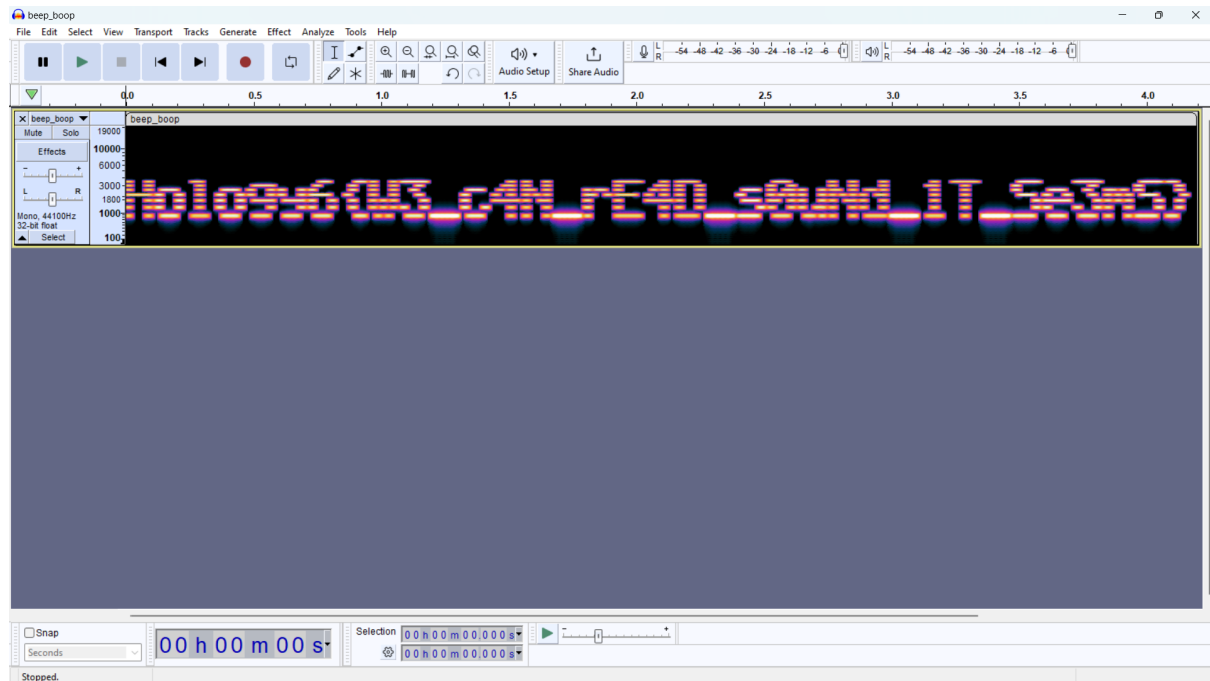 beep_boop
File Edit Select View Transport Tracks Generate Effect Analyze Tools Help
L R -54 -48 -42 -36 -30 -24 -18 -12 -6 0 L R -54 -48 -42 -36 -30 -24 -18 -12 -6 0
Audio Setup Share Audio
0.0 0.5 1.0 1.5 2.0 2.5 3.0 3.5 4.0
beep_boop beep_boop
Mute Solo
Effects
- +
L R
Mono, 44100Hz
32-bit float
Select
19000
10000
6000
3000
1800
1000
100
Snap
Seconds
00 h 00 m 00 s
Selection
00 h 00 m 00.000 s
00 h 00 m 00.000 s
- +
Stopped.